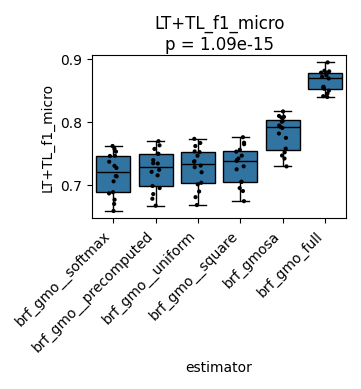 LT+TL_f1_micro
p = 1.09e-15
LT+TL_f1_micro
0.9
0.8
0.7
brf_gmo__softmax
brf_gmo__precomputed
brf_gmo__uniform
brf_gmo__square
brf_gmosa
brf_gmo_full
estimator